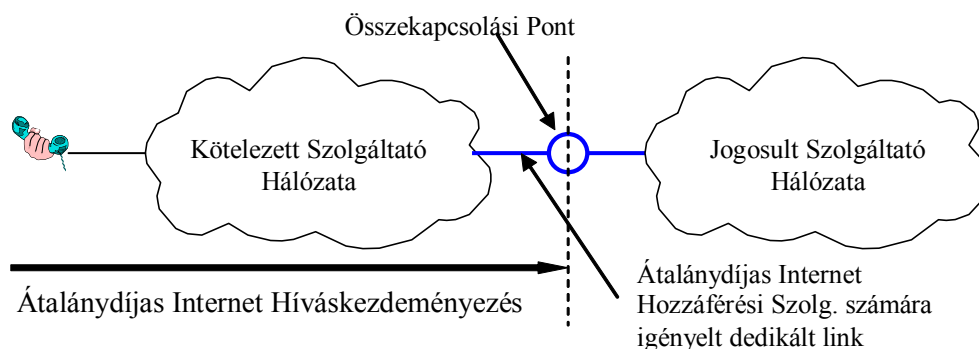 Összekapcsolási Pont
Kötelezett Szolgáltató
Hálózata
Jogosult Szolgáltató
Hálózata
Átalánydíjas Internet Híváskezdeményezés
Átalánydíjas Internet
Hozzáférési Szolg. számára
igényelt dedikált link